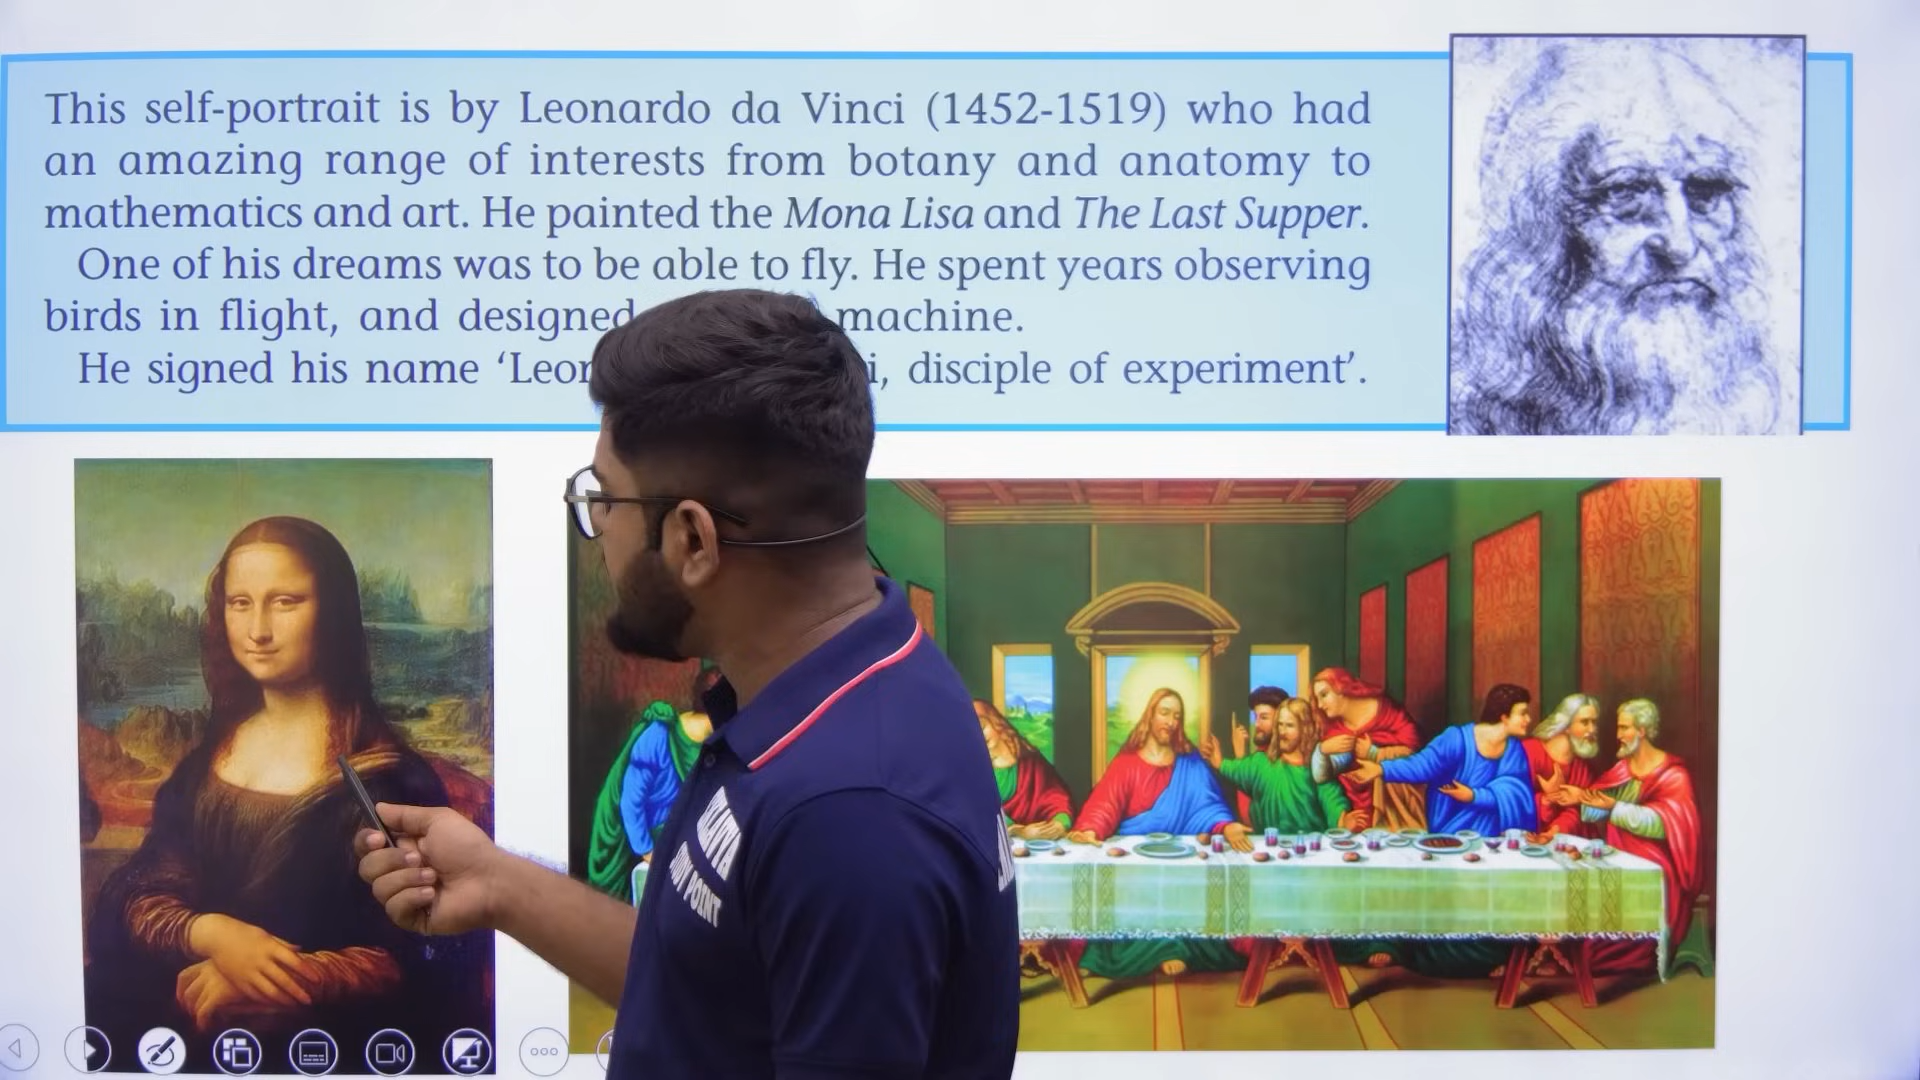 This self-portrait is by Leonardo da Vinci (1452-1519) who had
an amazing range of interests from botany and anatomy to
mathematics and art. He painted the Mona Lisa and The Last Supper.
One of his dreams was to be able to fly. He spent years observing
birds in flight, and designed machine.
He signed his name ‘Leon i, disciple of experiment’.
STUDY POINT